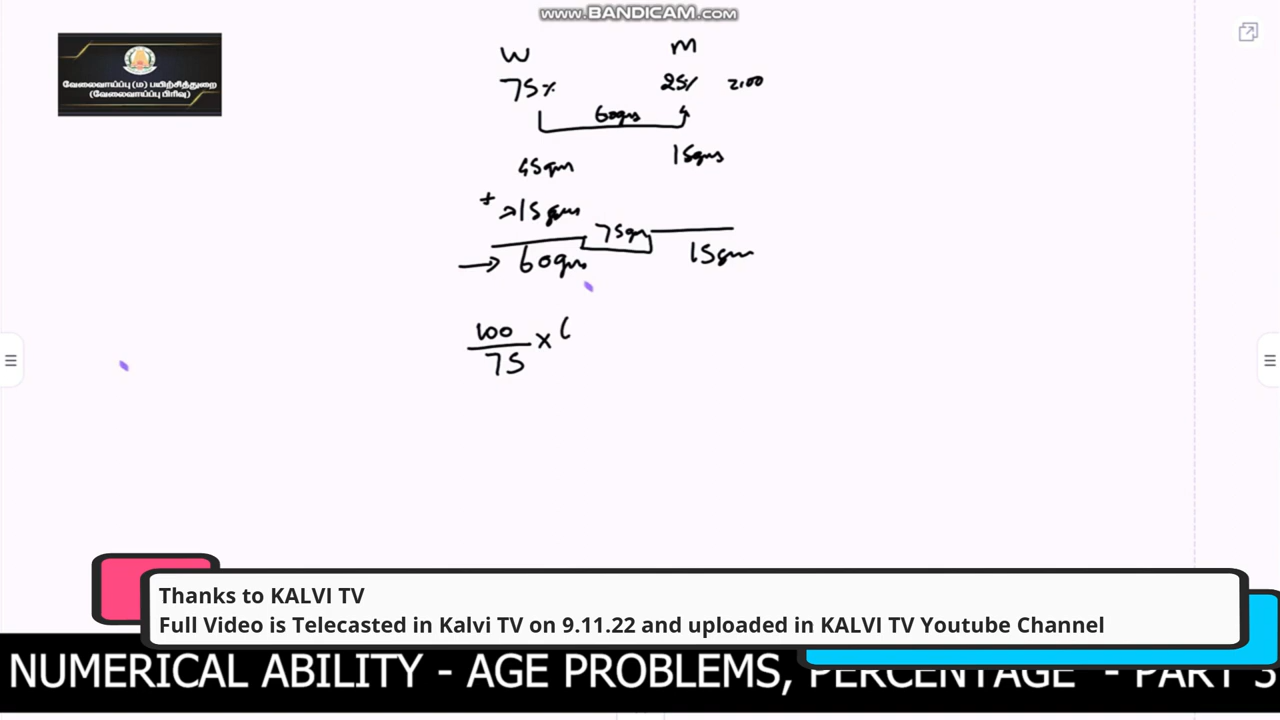 www.BANDICAM.com
வேலைவாய்ப்பு (ம) பயிற்சித்துறை
(வேலைவாய்ப்பு பிரிவு)
W M
75% 25%
60gms
45gm 15gms
+ →15gms
75gm
→ 60gms 15gm
100/75 × (
Thanks to KALVI TV
Full Video is Telecasted in Kalvi TV on 9.11.22 and uploaded in KALVI TV Youtube Channel
NUMERICAL ABILITY - AGE PROBLEMS, PERCENTAGE - PART 3